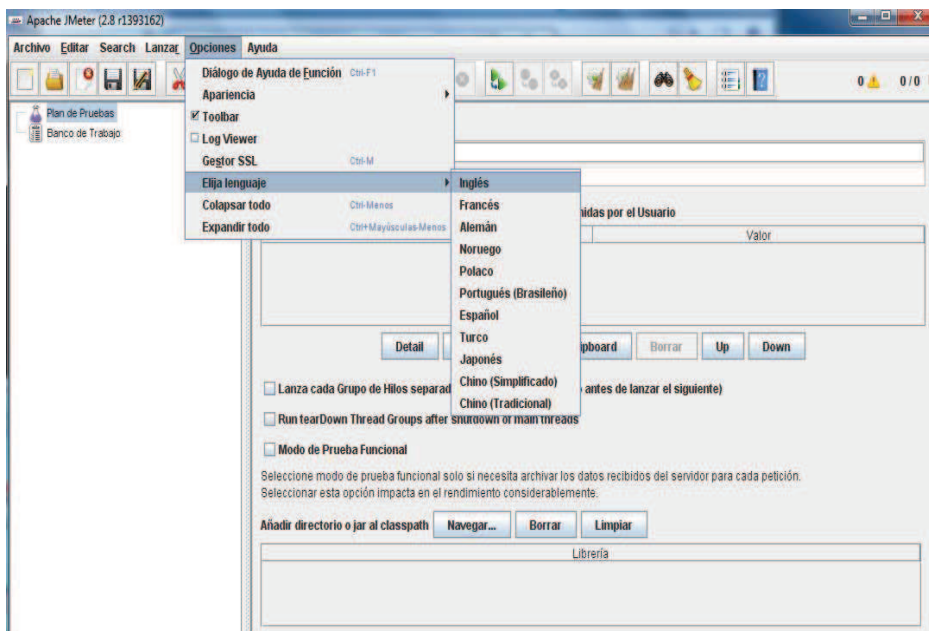 Apache JMeter (2.8 r1393162)
Archivo Editar Search Lanzar Opciones Ayuda
0 0/0
Plan de Pruebas
Banco de Trabajo
Diálogo de Ayuda de Función Ctrl-F1
Apariencia
Toolbar
Log Viewer
Gestor SSL Ctrl-M
Elija lenguaje
Colapsar todo Ctrl-Menos
Expandir todo Ctrl+Mayúsculas-Menos
Inglés
Francés
Alemán
Noruego
Polaco
Portugués (Brasileño)
Español
Turco
Japonés
Chino (Simplificado)
Chino (Tradicional)
nidas por el Usuario
Valor
Detail ipboard Borrar Up Down
Lanza cada Grupo de Hilos separad antes de lanzar el siguiente)
Run tearDown Thread Groups after shutdown of main threads
Modo de Prueba Funcional
Seleccione modo de prueba funcional solo si necesita archivar los datos recibidos del servidor para cada petición.
Seleccionar esta opción impacta en el rendimiento considerablemente.
Añadir directorio o jar al classpath Navegar... Borrar Limpiar
Librería